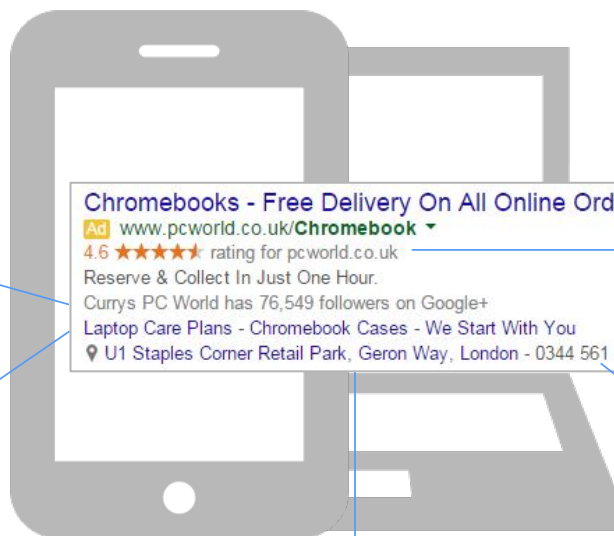 Chromebooks - Free Delivery On All Online Ord
Ad www.pcworld.co.uk/Chromebook
4.6 ★★★★★ rating for pcworld.co.uk
Reserve & Collect In Just One Hour.
Currys PC World has 76,549 followers on Google+
Laptop Care Plans - Chromebook Cases - We Start With You
U1 Staples Corner Retail Park, Geron Way, London - 0344 561